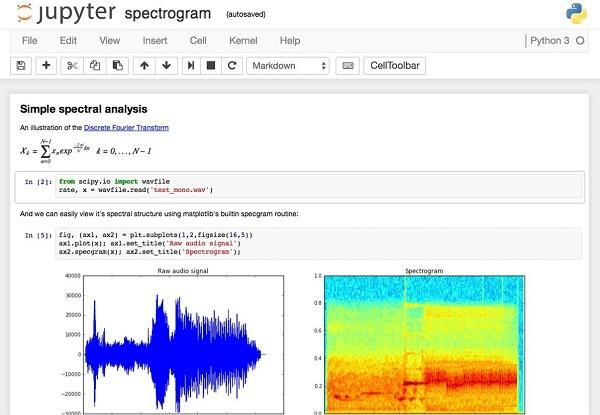 jupyter spectrogram (autosaved)
File Edit View Insert Cell Kernel Help Python 3
Markdown CellToolbar
Simple spectral analysis
An illustration of the Discrete Fourier Transform
In [2]: from scipy.io import wavfile
rate, x = wavfile.read('test_mono.wav')
And we can easily view it's spectral structure using matplotlib's builtin specgram routine:
In [5]: fig, (ax1, ax2) = plt.subplots(1,2,figsize(16,5))
ax1.plot(x); ax1.set_title('Raw audio signal')
ax2.specgram(x); ax2.set_title('Spectrogram');
Raw audio signal Spectrogram
40000 1.0
30000
20000 0.8
10000 0.6
0
-10000 0.4
-20000 0.2
-30000 0.0